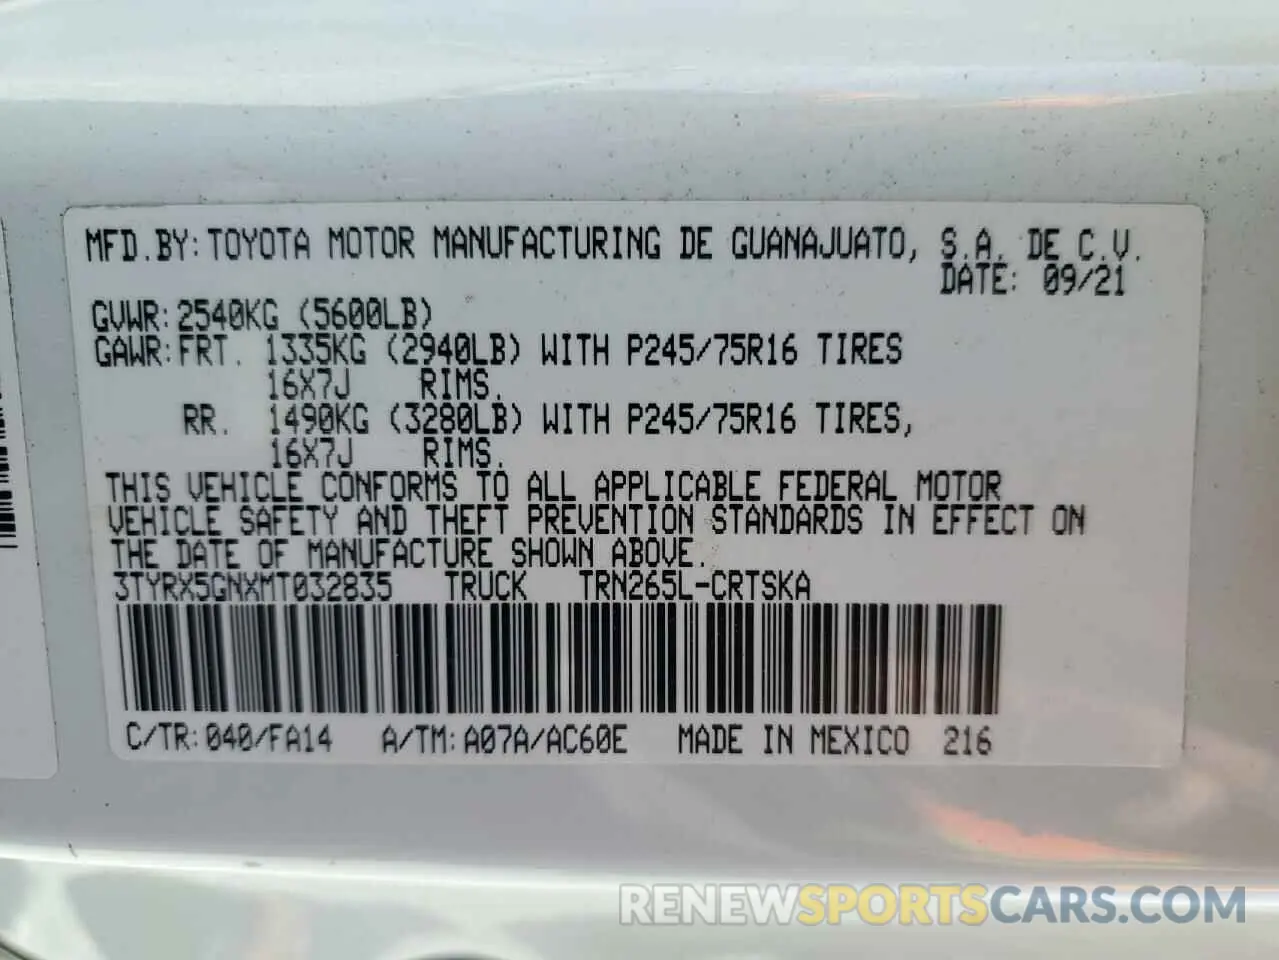 MFD.BY:TOYOTA MOTOR MANUFACTURING DE GUANAJUATO, S.A. DE C.V.
DATE: 09/21
GVWR:2540KG (5600LB)
GAWR:FRT. 1335KG (2940LB) WITH P245/75R16 TIRES
16X7J RIMS.
RR. 1490KG (3280LB) WITH P245/75R16 TIRES,
16X7J RIMS.
THIS VEHICLE CONFORMS TO ALL APPLICABLE FEDERAL MOTOR
VEHICLE SAFETY AND THEFT PREVENTION STANDARDS IN EFFECT ON
THE DATE OF MANUFACTURE SHOWN ABOVE.
3TYRX5GNXMT032835 TRUCK TRN265L-CRTSKA
C/TR:040/FA14 A/TM:A07A/AC60E MADE IN MEXICO 216
RENEWSPORTSCARS.COM